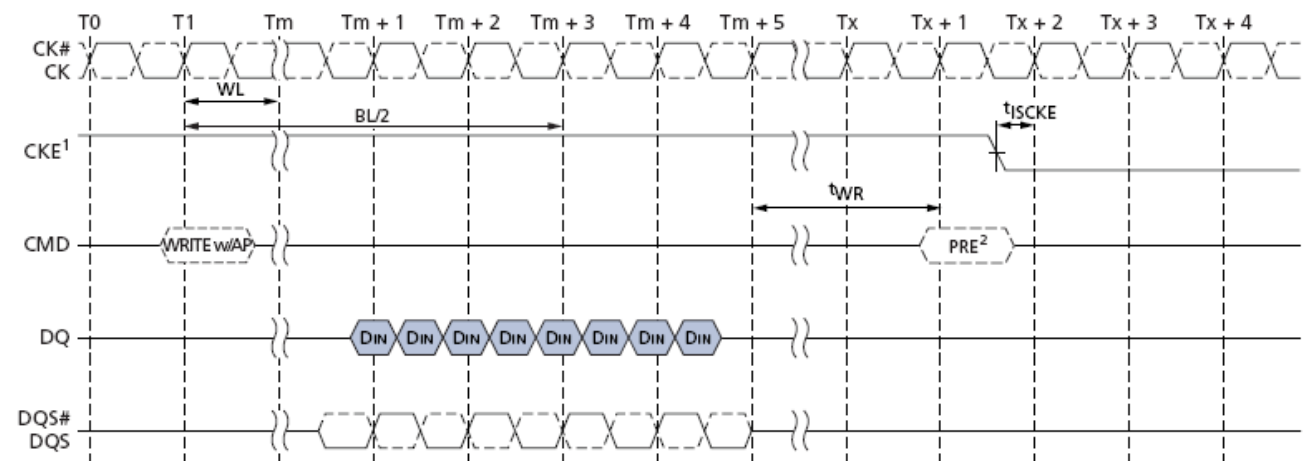 T0 T1 Tm Tm + 1 Tm + 2 Tm + 3 Tm + 4 Tm + 5 Tx Tx + 1 Tx + 2 Tx + 3 Tx + 4
CK#
CK
WL
BL/2
tISCKE
CKE1
tWR
CMD WRITE w/AP PRE2
DQ DIN DIN DIN DIN DIN DIN DIN DIN
DQS#
DQS